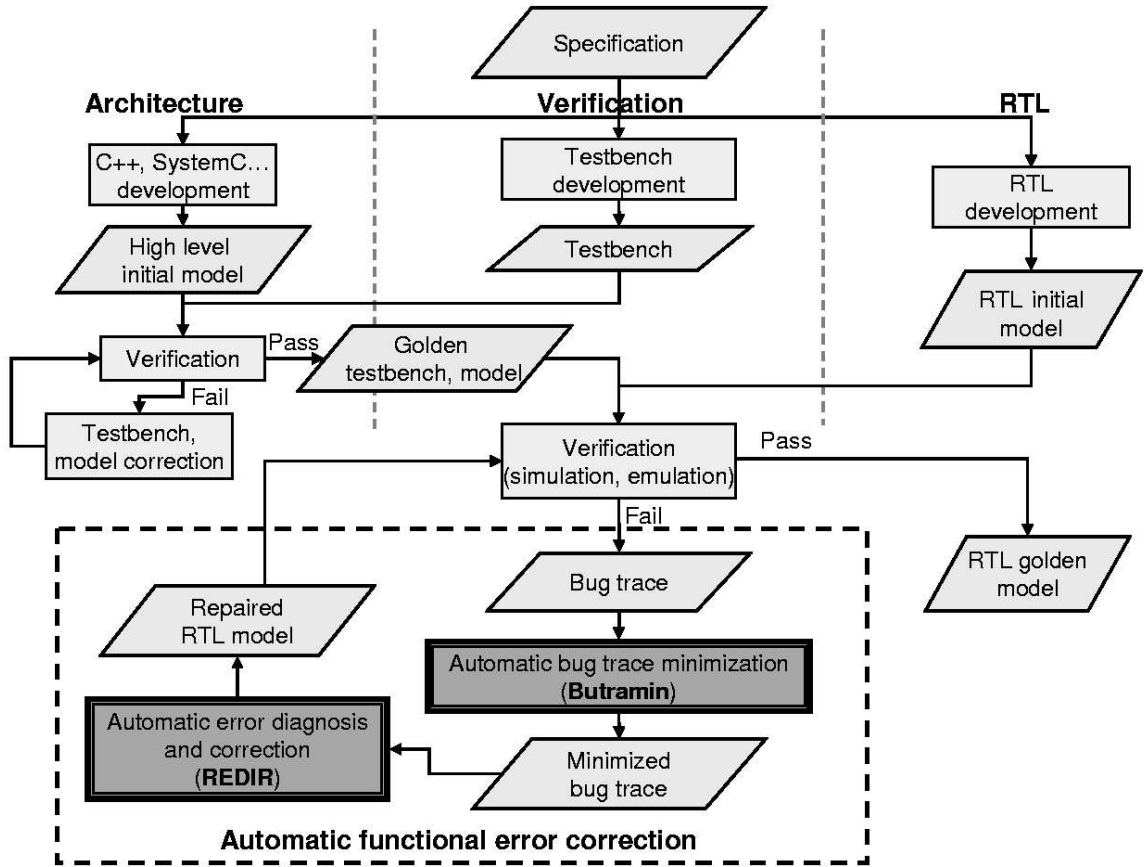 Specification
Architecture
Verification
RTL
C++, SystemC…
development
Testbench
development
RTL
development
High level
initial model
Testbench
RTL initial
model
Verification
Pass
Golden
testbench, model
Fail
Testbench,
model correction
Verification
(simulation, emulation)
Pass
Fail
Bug trace
RTL golden
model
Repaired
RTL model
Automatic bug trace minimization
(Butramin)
Automatic error diagnosis
and correction
(REDIR)
Minimized
bug trace
Automatic functional error correction